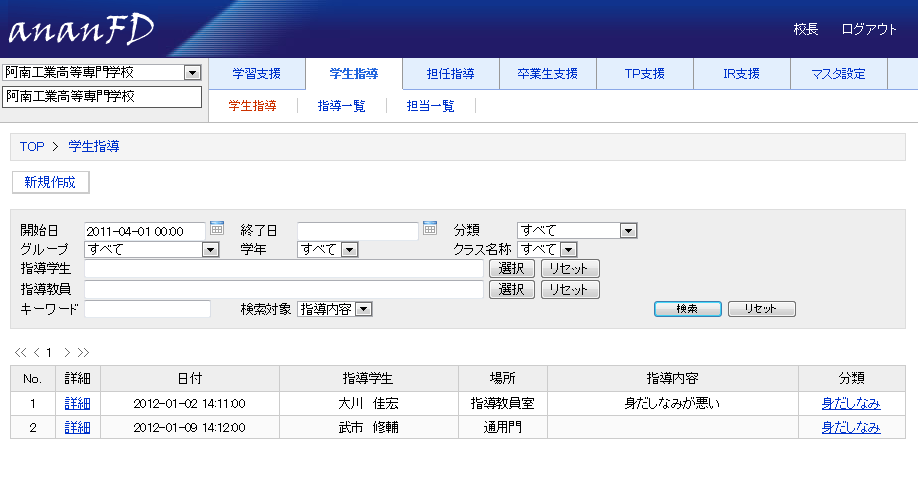 ananFD
校長 ログアウト
阿南工業高等専門学校
学習支援 学生指導 担任指導 卒業生支援 TP支援 IR支援 マスタ設定
阿南工業高等専門学校
学生指導 指導一覧 担当一覧
TOP > 学生指導
新規作成
開始日 2011-04-01 00:00 終了日 分類 すべて
グループ すべて 学年 すべて クラス名称 すべて
指導学生 選択 リセット
指導教員 選択 リセット
キーワード 検索対象 指導内容 検索 リセット
<< < 1 > >>
No. 詳細 日付 指導学生 場所 指導内容 分類
1 詳細 2012-01-02 14:11:00 大川 佳宏 指導教員室 身だしなみが悪い 身だしなみ
2 詳細 2012-01-09 14:12:00 武市 修輔 通用門 身だしなみ